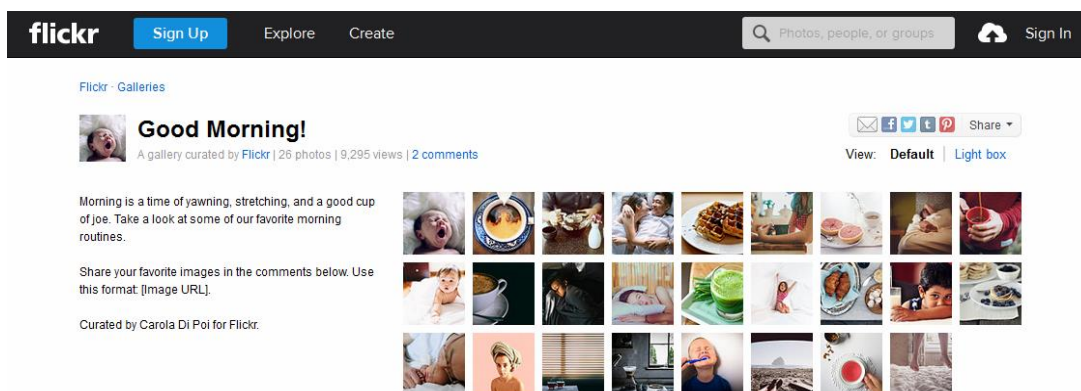 flickr Sign Up Explore Create Photos, people, or groups Sign In
Flickr · Galleries
Good Morning!
A gallery curated by Flickr | 26 photos | 9,295 views | 2 comments
Share
View: Default | Light box
Morning is a time of yawning, stretching, and a good cup
of joe. Take a look at some of our favorite morning
routines.
Share your favorite images in the comments below. Use
this format: [Image URL].
Curated by Carola Di Poi for Flickr.